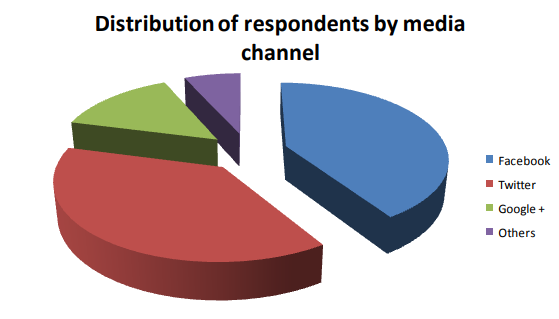 Distribution of respondents by media
channel
Facebook
Twitter
Google +
Others